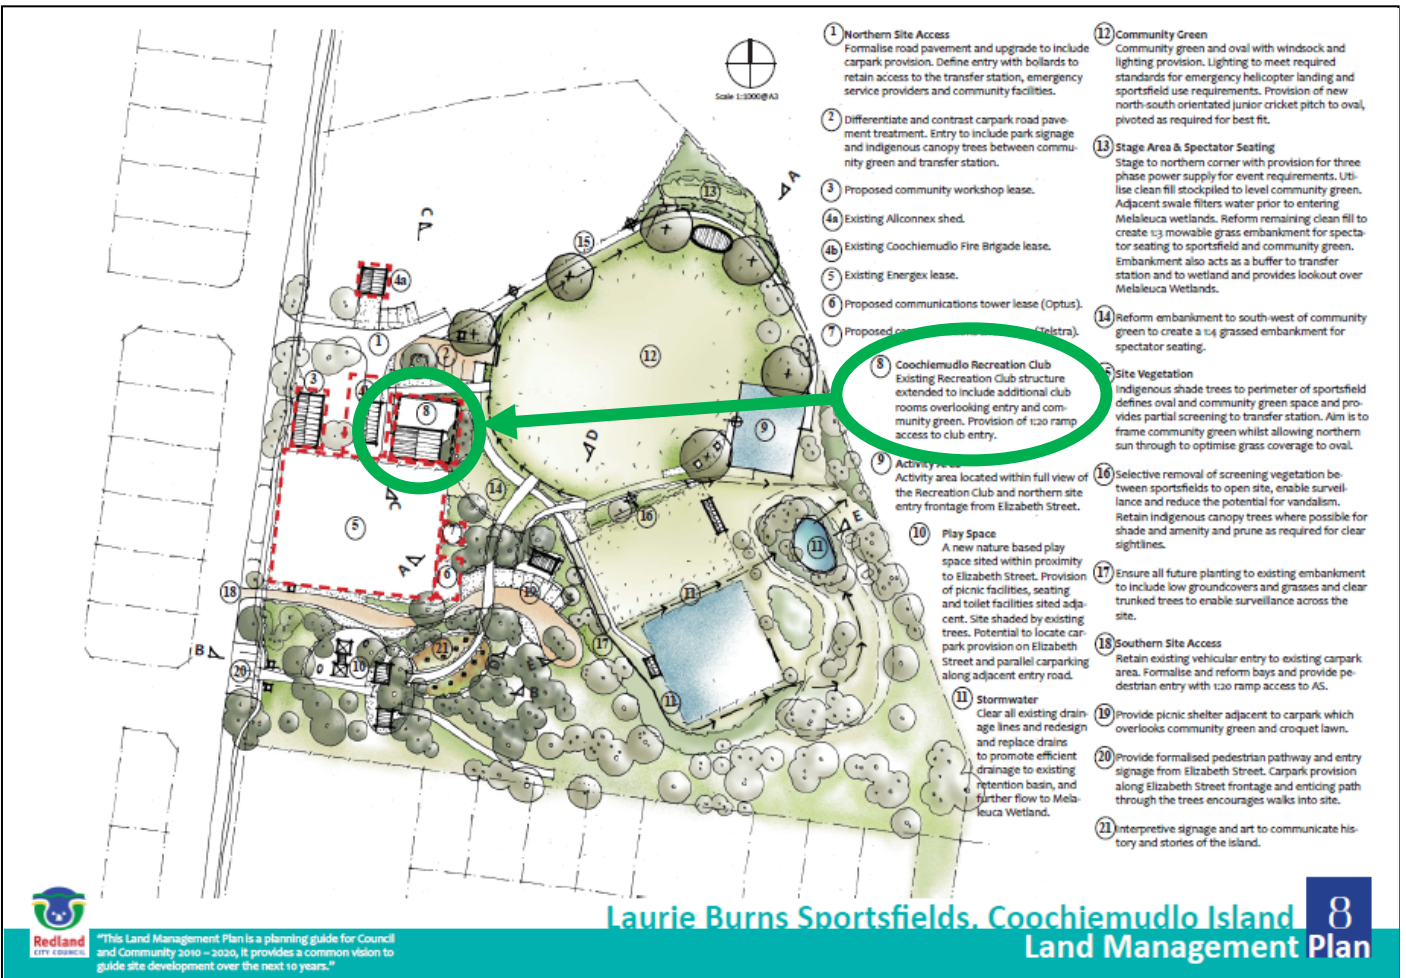 Scale 1:1000@A3
1 Northern Site Access
Formalise road pavement and upgrade to include
carpark provision. Define entry with bollards to
retain access to the transfer station, emergency
service providers and community facilities.
2 Differentiate and contrast carpark road pave-
ment treatment. Entry to include park signage
and indigenous canopy trees between commu-
nity green and transfer station.
3 Proposed community workshop lease.
4a Existing Allconnex shed.
4b Existing Coochiemudlo Fire Brigade lease.
5 Existing Energex lease.
6 Proposed communications tower lease (Optus).
7 Proposed (Telstra).
8 Coochiemudlo Recreation Club
Existing Recreation Club structure
extended to include additional club
rooms overlooking entry and com-
munity green. Provision of 1:20 ramp
access to club entry.
9 Activity
Activity area located within full view of
the Recreation Club and northern site
entry frontage from Elizabeth Street.
10 Play Space
A new nature based play
space sited within proximity
to Elizabeth Street. Provision
of picnic facilities, seating
and toilet facilities sited adja-
cent. Site shaded by existing
trees. Potential to locate car-
park provision on Elizabeth
Street and parallel carparking
along adjacent entry road.
11 Stormwater
Clear all existing drain-
age lines and redesign
and replace drains
to promote efficient
drainage to existing
retention basin, and
further flow to Mela-
leuca Wetland.
12 Community Green
Community green and oval with windsock and
lighting provision. Lighting to meet required
standards for emergency helicopter landing and
sportsfield use requirements. Provision of new
north-south orientated junior cricket pitch to oval,
pivoted as required for best fit.
13 Stage Area & Spectator Seating
Stage to northern corner with provision for three
phase power supply for event requirements. Uti-
lise clean fill stockpiled to level community green.
Adjacent swale filters water prior to entering
Melaleuca wetlands. Reform remaining clean fill to
create 1:3 mowable grass embankment for specta-
tor seating to sportsfield and community green.
Embankment also acts as a buffer to transfer
station and to wetland and provides lookout over
Melaleuca Wetlands.
14 Reform embankment to south-west of community
green to create a 1:4 grassed embankment for
spectator seating.
5 Site Vegetation
Indigenous shade trees to perimeter of sportsfield
defines oval and community green space and pro-
vides partial screening to transfer station. Aim is to
frame community green whilst allowing northern
sun through to optimise grass coverage to oval.
16 Selective removal of screening vegetation be-
tween sportsfields to open site, enable surveil-
lance and reduce the potential for vandalism.
Retain indigenous canopy trees where possible for
shade and amenity and prune as required for clear
sightlines.
17 Ensure all future planting to existing embankment
to include low groundcovers and grasses and clear
trunked trees to enable surveillance across the
site.
18 Southern Site Access
Retain existing vehicular entry to existing carpark
area. Formalise and reform bays and provide pe-
destrian entry with 1:20 ramp access to AS.
19 Provide picnic shelter adjacent to carpark which
overlooks community green and croquet lawn.
20 Provide formalised pedestrian pathway and entry
signage from Elizabeth Street. Carpark provision
along Elizabeth Street frontage and enticing path
through the trees encourages walks into site.
21 Interpretive signage and art to communicate his-
tory and stories of the island.
A
13
C
15
4a
1
2
12
3
4
8
9
D
14
C
16
5
E
11
A
6
18
19
11
17
21
B
20
10
D
E
B
11
Redland
CITY COUNCIL
"This Land Management Plan is a planning guide for Council
and Community 2010 – 2020, it provides a common vision to
guide site development over the next 10 years."
Laurie Burns Sportsfields, Coochiemudlo Island
8
Land Management Plan